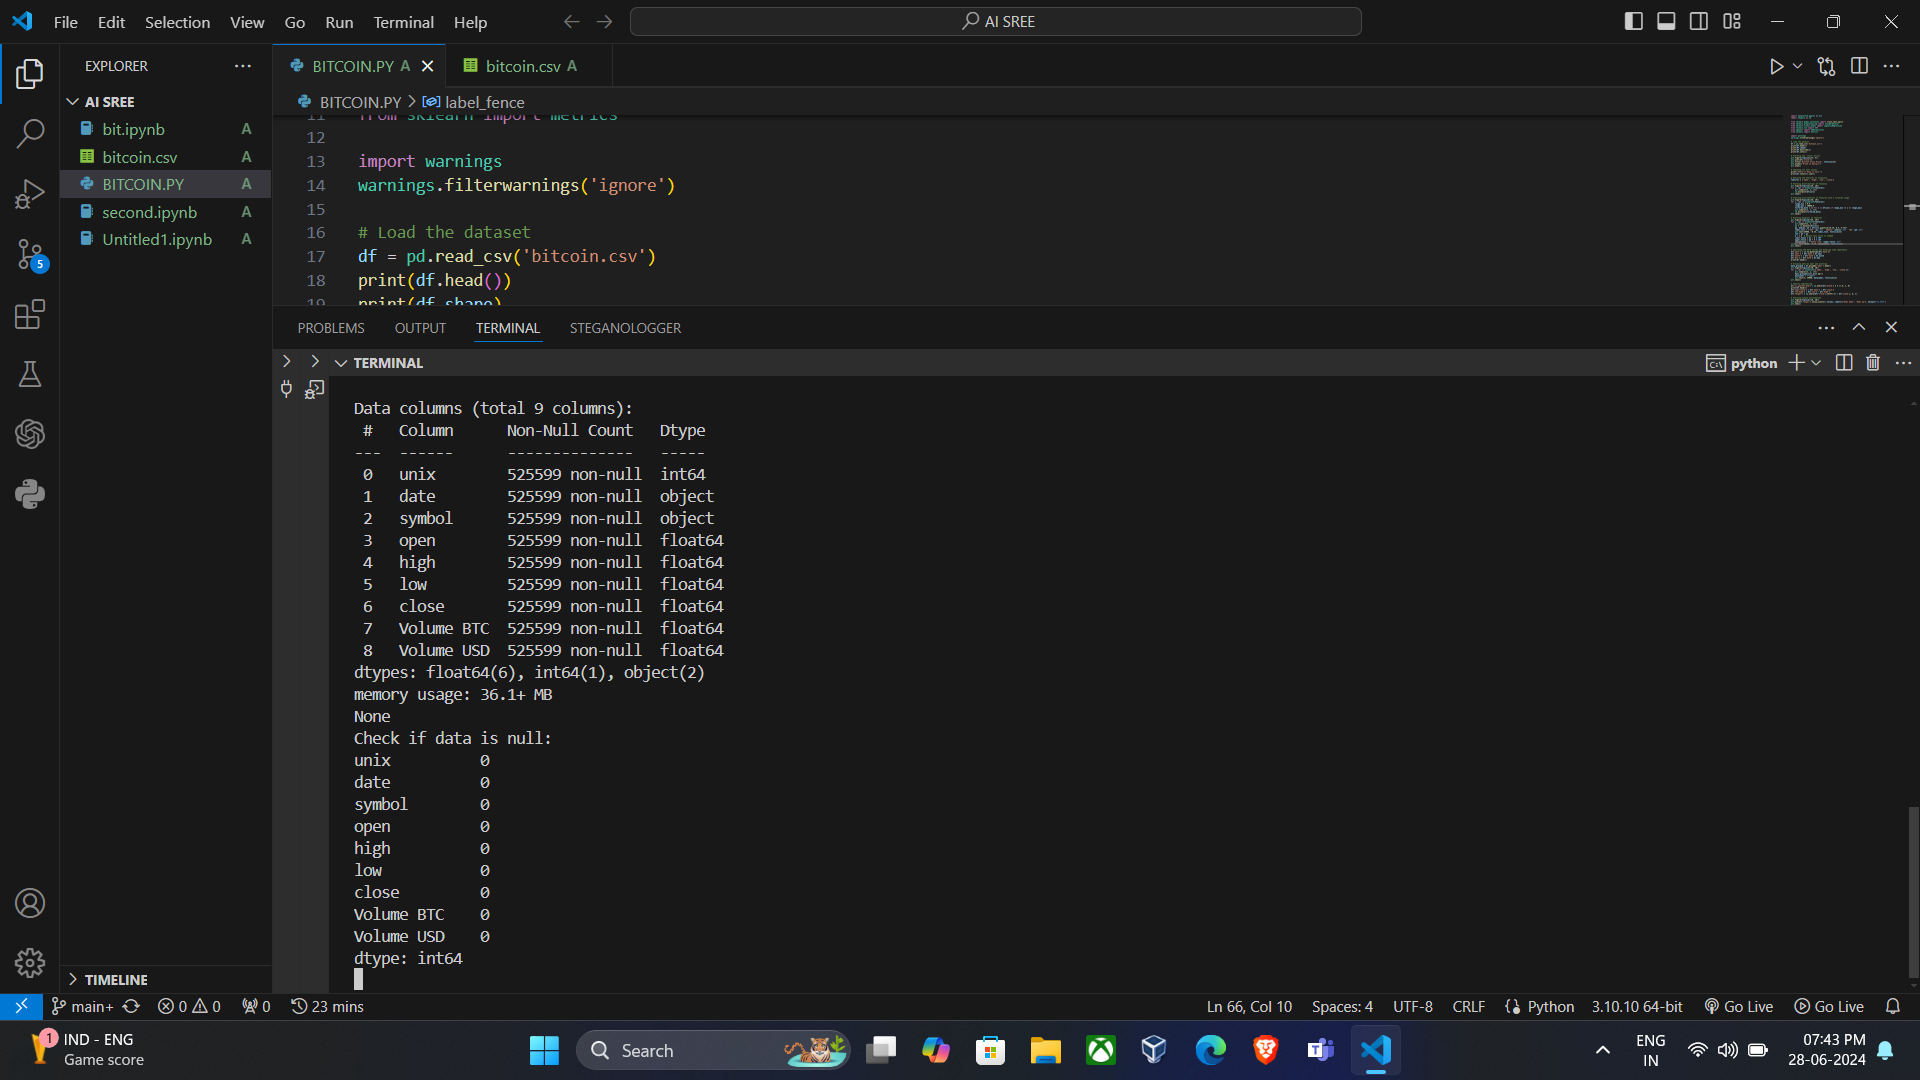 File Edit Selection View Go Run Terminal Help
AI SREE
EXPLORER
AI SREE
bit.ipynb A
bitcoin.csv A
BITCOIN.PY A
second.ipynb A
Untitled1.ipynb A
TIMELINE
5
BITCOIN.PY A
bitcoin.csv A
BITCOIN.PY > label_fence
11 from sklearn import metrics
12
13 import warnings
14 warnings.filterwarnings('ignore')
15
16 # Load the dataset
17 df = pd.read_csv('bitcoin.csv')
18 print(df.head())
19 print(df.shape)
PROBLEMS OUTPUT TERMINAL STEGANOLOGGER
TERMINAL
python
Data columns (total 9 columns):
# Column Non-Null Count Dtype
--- ------ -------------- -----
0 unix 525599 non-null int64
1 date 525599 non-null object
2 symbol 525599 non-null object
3 open 525599 non-null float64
4 high 525599 non-null float64
5 low 525599 non-null float64
6 close 525599 non-null float64
7 Volume BTC 525599 non-null float64
8 Volume USD 525599 non-null float64
dtypes: float64(6), int64(1), object(2)
memory usage: 36.1+ MB
None
Check if data is null:
unix 0
date 0
symbol 0
open 0
high 0
low 0
close 0
Volume BTC 0
Volume USD 0
dtype: int64
main+ 0 0 0 23 mins Ln 66, Col 10 Spaces: 4 UTF-8 CRLF Python 3.10.10 64-bit Go Live Go Live
1 IND - ENG
Game score
Search
ENG
IN
07:43 PM
28-06-2024